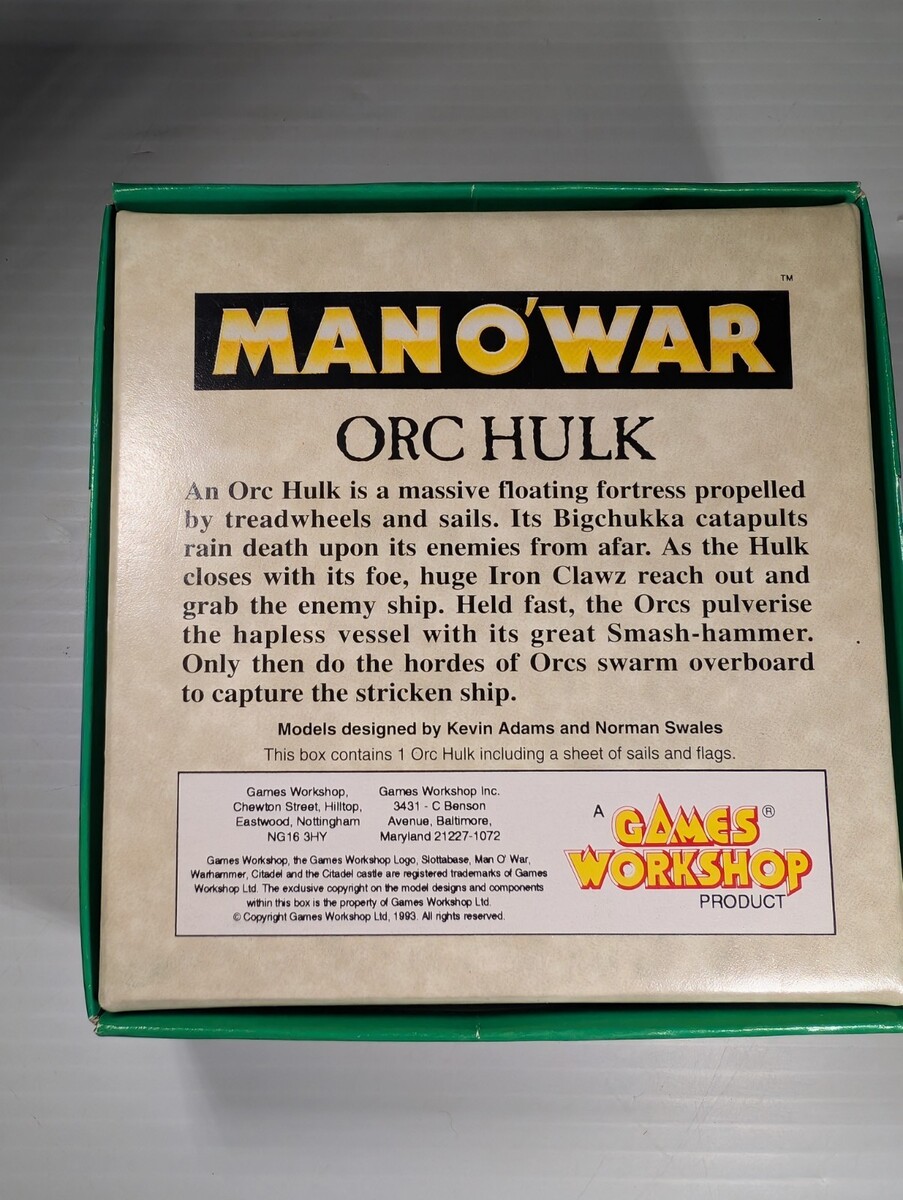 TM
MAN O'WAR
ORC HULK
An Orc Hulk is a massive floating fortress propelled
by treadwheels and sails. Its Bigchukka catapults
rain death upon its enemies from afar. As the Hulk
closes with its foe, huge Iron Clawz reach out and
grab the enemy ship. Held fast, the Orcs pulverise
the hapless vessel with its great Smash-hammer.
Only then do the hordes of Orcs swarm overboard
to capture the stricken ship.
Models designed by Kevin Adams and Norman Swales
This box contains 1 Orc Hulk including a sheet of sails and flags.
Games Workshop,
Chewton Street, Hilltop,
Eastwood, Nottingham
NG16 3HY
Games Workshop Inc.
3431 - C Benson
Avenue, Baltimore,
Maryland 21227-1072
Games Workshop, the Games Workshop Logo, Slottabase, Man O' War,
Warhammer, Citadel and the Citadel castle are registered trademarks of Games
Workshop Ltd. The exclusive copyright on the model designs and components
within this box is the property of Games Workshop Ltd.
© Copyright Games Workshop Ltd, 1993. All rights reserved.
A GAMES ®
WORKSHOP
PRODUCT